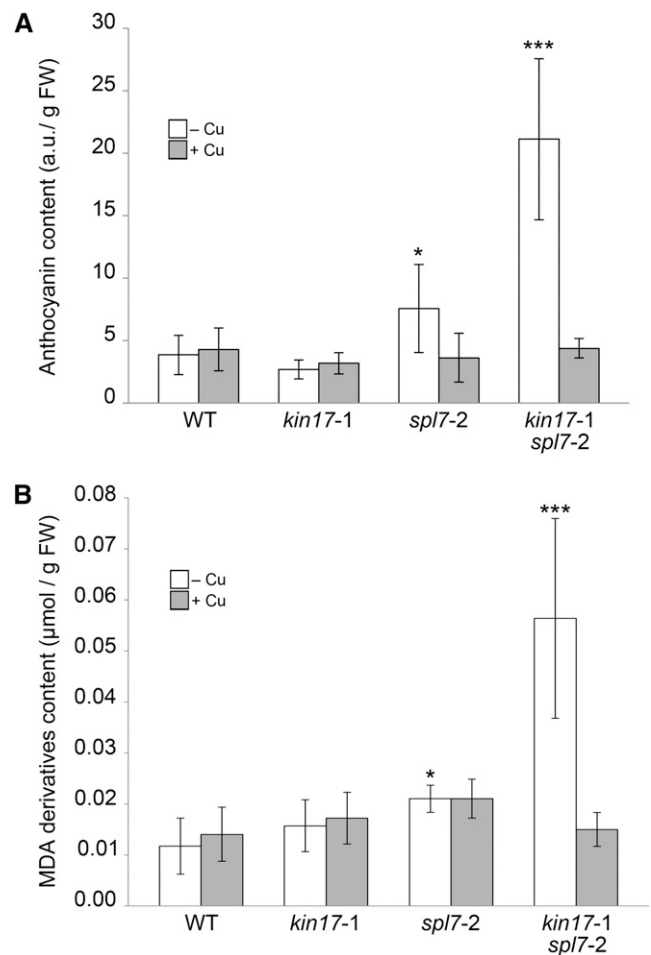 A
Anthocyanin content (a.u./ g FW)
30
25
20
15
10
5
0
– Cu
+ Cu
*
***
WT
kin17-1
spl7-2
kin17-1
spl7-2
B
MDA derivatives content (µmol / g FW)
0.08
0.07
0.06
0.05
0.04
0.03
0.02
0.01
0.00
– Cu
+ Cu
*
***
WT
kin17-1
spl7-2
kin17-1
spl7-2